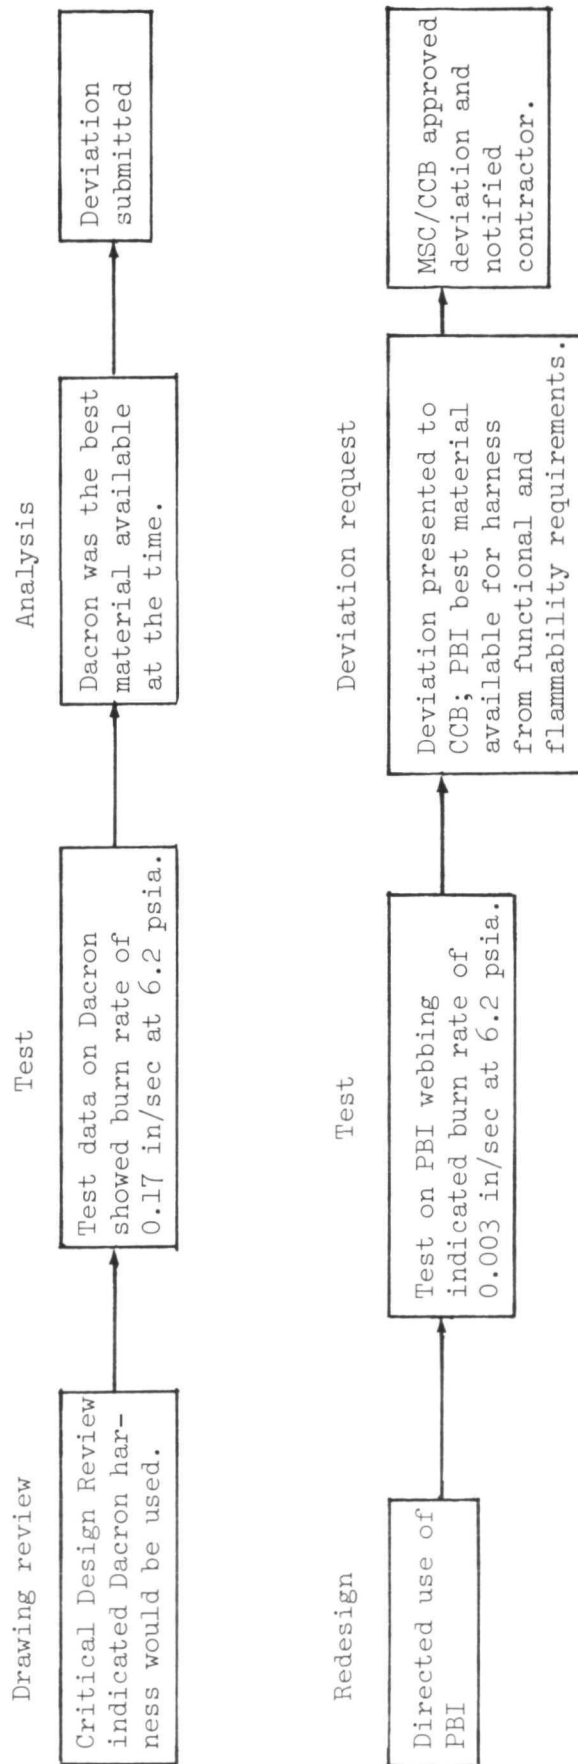 Drawing review
Critical Design Review
indicated Dacron har-
ness would be used.
Test
Test data on Dacron
showed burn rate of
0.17 in/sec at 6.2 psia.
Analysis
Dacron was the best
material available
at the time.
Deviation
submitted
Redesign
Directed use of
PBI
Test
Test on PBI webbing
indicated burn rate of
0.003 in/sec at 6.2 psia.
Deviation request
Deviation presented to
CCB; PBI best material
available for harness
from functional and
flammability requirements.
MSC/CCB approved
deviation and
notified
contractor.